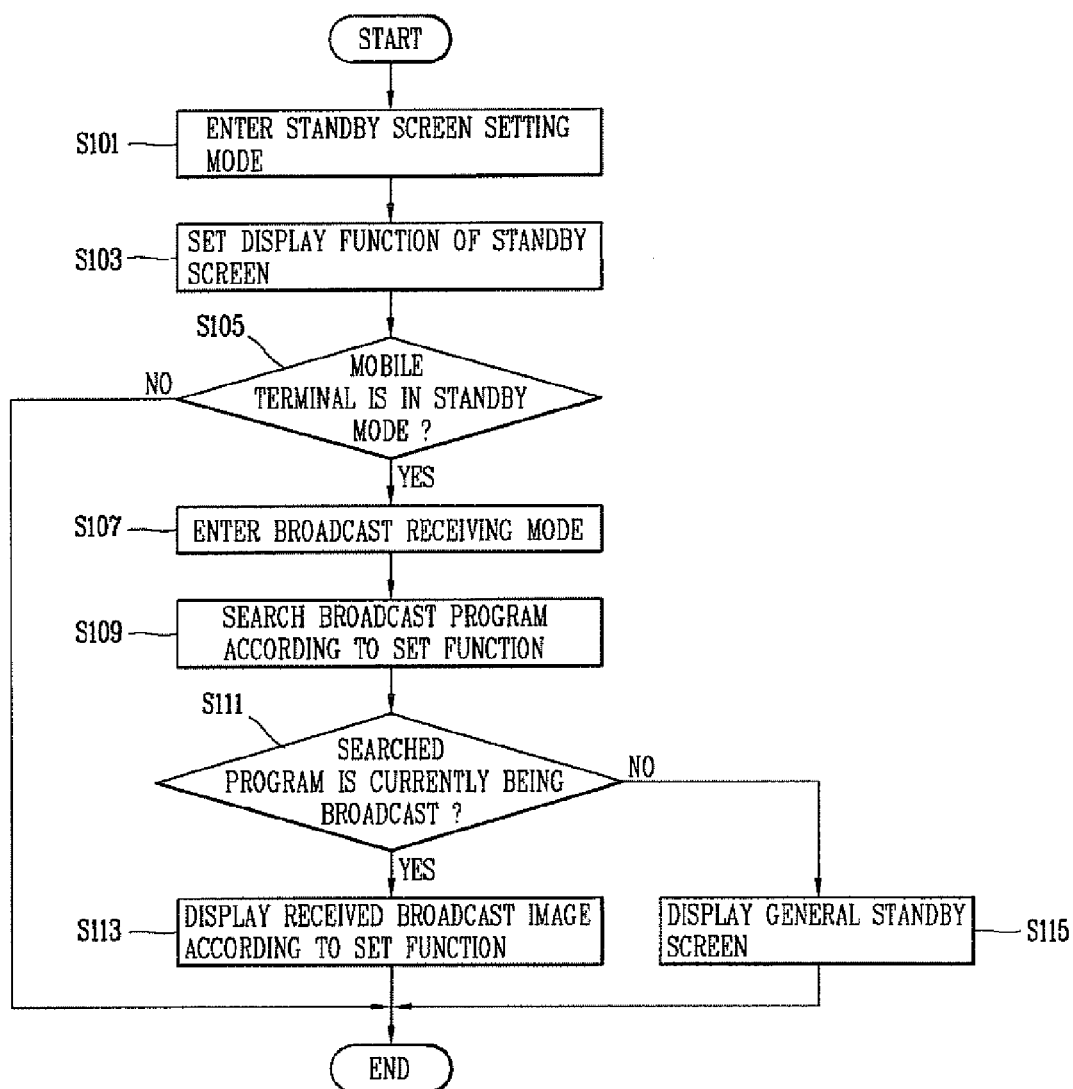 START
S101
ENTER STANDBY SCREEN SETTING
MODE
S103
SET DISPLAY FUNCTION OF STANDBY
SCREEN
S105
MOBILE
TERMINAL IS IN STANDBY
MODE ?
NO
YES
S107
ENTER BROADCAST RECEIVING MODE
S109
SEARCH BROADCAST PROGRAM
ACCORDING TO SET FUNCTION
S111
SEARCHED
PROGRAM IS CURRENTLY BEING
BROADCAST ?
NO
YES
S113
DISPLAY RECEIVED BROADCAST IMAGE
ACCORDING TO SET FUNCTION
DISPLAY GENERAL STANDBY
SCREEN
S115
END